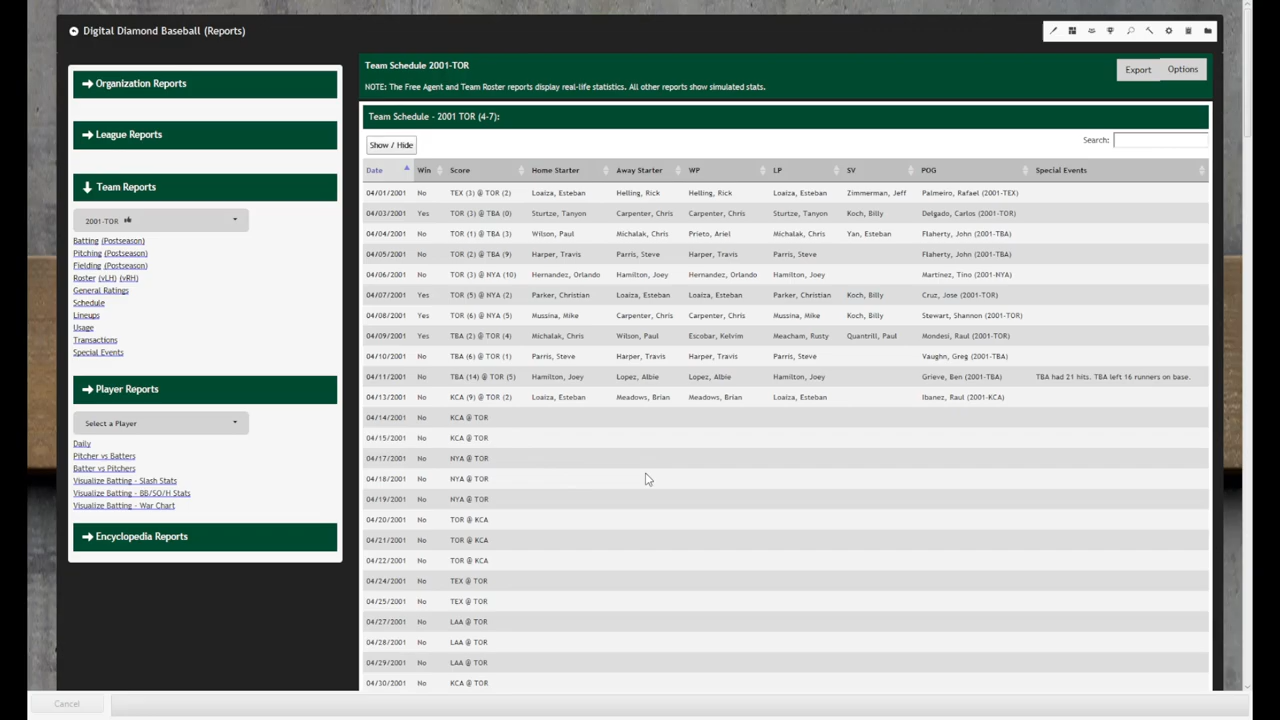 Digital Diamond Baseball (Reports)
Organization Reports
League Reports
Team Reports
2001-TOR
Batting (Postseason)
Pitching (Postseason)
Fielding (Postseason)
Roster (vLH) (vRH)
General Ratings
Schedule
Lineups
Usage
Transactions
Special Events
Player Reports
Select a Player
Daily
Pitcher vs Batters
Batter vs Pitchers
Visualize Batting - Slash Stats
Visualize Batting - BB/SO/H Stats
Visualize Batting - War Chart
Encyclopedia Reports
Team Schedule 2001-TOR
NOTE: The Free Agent and Team Roster reports display real-life statistics. All other reports show simulated stats.
Export Options
Team Schedule - 2001 TOR (4-7):
Show / Hide Search:
Date Win Score Home Starter Away Starter WP LP SV POG Special Events
04/01/2001 No TEX (3) @ TOR (2) Loaiza, Esteban Helling, Rick Helling, Rick Loaiza, Esteban Zimmerman, Jeff Palmeiro, Rafael (2001-TEX)
04/03/2001 Yes TOR (3) @ TBA (0) Sturtze, Tanyon Carpenter, Chris Carpenter, Chris Sturtze, Tanyon Koch, Billy Delgado, Carlos (2001-TOR)
04/04/2001 No TOR (1) @ TBA (3) Wilson, Paul Michalak, Chris Prieto, Ariel Michalak, Chris Yan, Esteban Flaherty, John (2001-TBA)
04/05/2001 No TOR (2) @ TBA (9) Harper, Travis Parris, Steve Harper, Travis Parris, Steve Flaherty, John (2001-TBA)
04/06/2001 No TOR (3) @ NYA (10) Hernandez, Orlando Hamilton, Joey Hernandez, Orlando Hamilton, Joey Martinez, Tino (2001-NYA)
04/07/2001 Yes TOR (5) @ NYA (2) Parker, Christian Loaiza, Esteban Loaiza, Esteban Parker, Christian Koch, Billy Cruz, Jose (2001-TOR)
04/08/2001 Yes TOR (6) @ NYA (5) Mussina, Mike Carpenter, Chris Carpenter, Chris Mussina, Mike Koch, Billy Stewart, Shannon (2001-TOR)
04/09/2001 Yes TBA (2) @ TOR (4) Michalak, Chris Wilson, Paul Escobar, Kelvim Meacham, Rusty Quantrill, Paul Mondesi, Raul (2001-TOR)
04/10/2001 No TBA (6) @ TOR (1) Parris, Steve Harper, Travis Harper, Travis Parris, Steve Vaughn, Greg (2001-TBA)
04/11/2001 No TBA (14) @ TOR (5) Hamilton, Joey Lopez, Albie Lopez, Albie Hamilton, Joey Grieve, Ben (2001-TBA) TBA had 21 hits. TBA left 16 runners on base.
04/13/2001 No KCA (9) @ TOR (2) Loaiza, Esteban Meadows, Brian Meadows, Brian Loaiza, Esteban Ibanez, Raul (2001-KCA)
04/14/2001 No KCA @ TOR
04/15/2001 No KCA @ TOR
04/17/2001 No NYA @ TOR
04/18/2001 No NYA @ TOR
04/19/2001 No NYA @ TOR
04/20/2001 No TOR @ KCA
04/21/2001 No TOR @ KCA
04/22/2001 No TOR @ KCA
04/24/2001 No TEX @ TOR
04/25/2001 No TEX @ TOR
04/27/2001 No LAA @ TOR
04/28/2001 No LAA @ TOR
04/29/2001 No LAA @ TOR
04/30/2001 No KCA @ TOR
Cancel